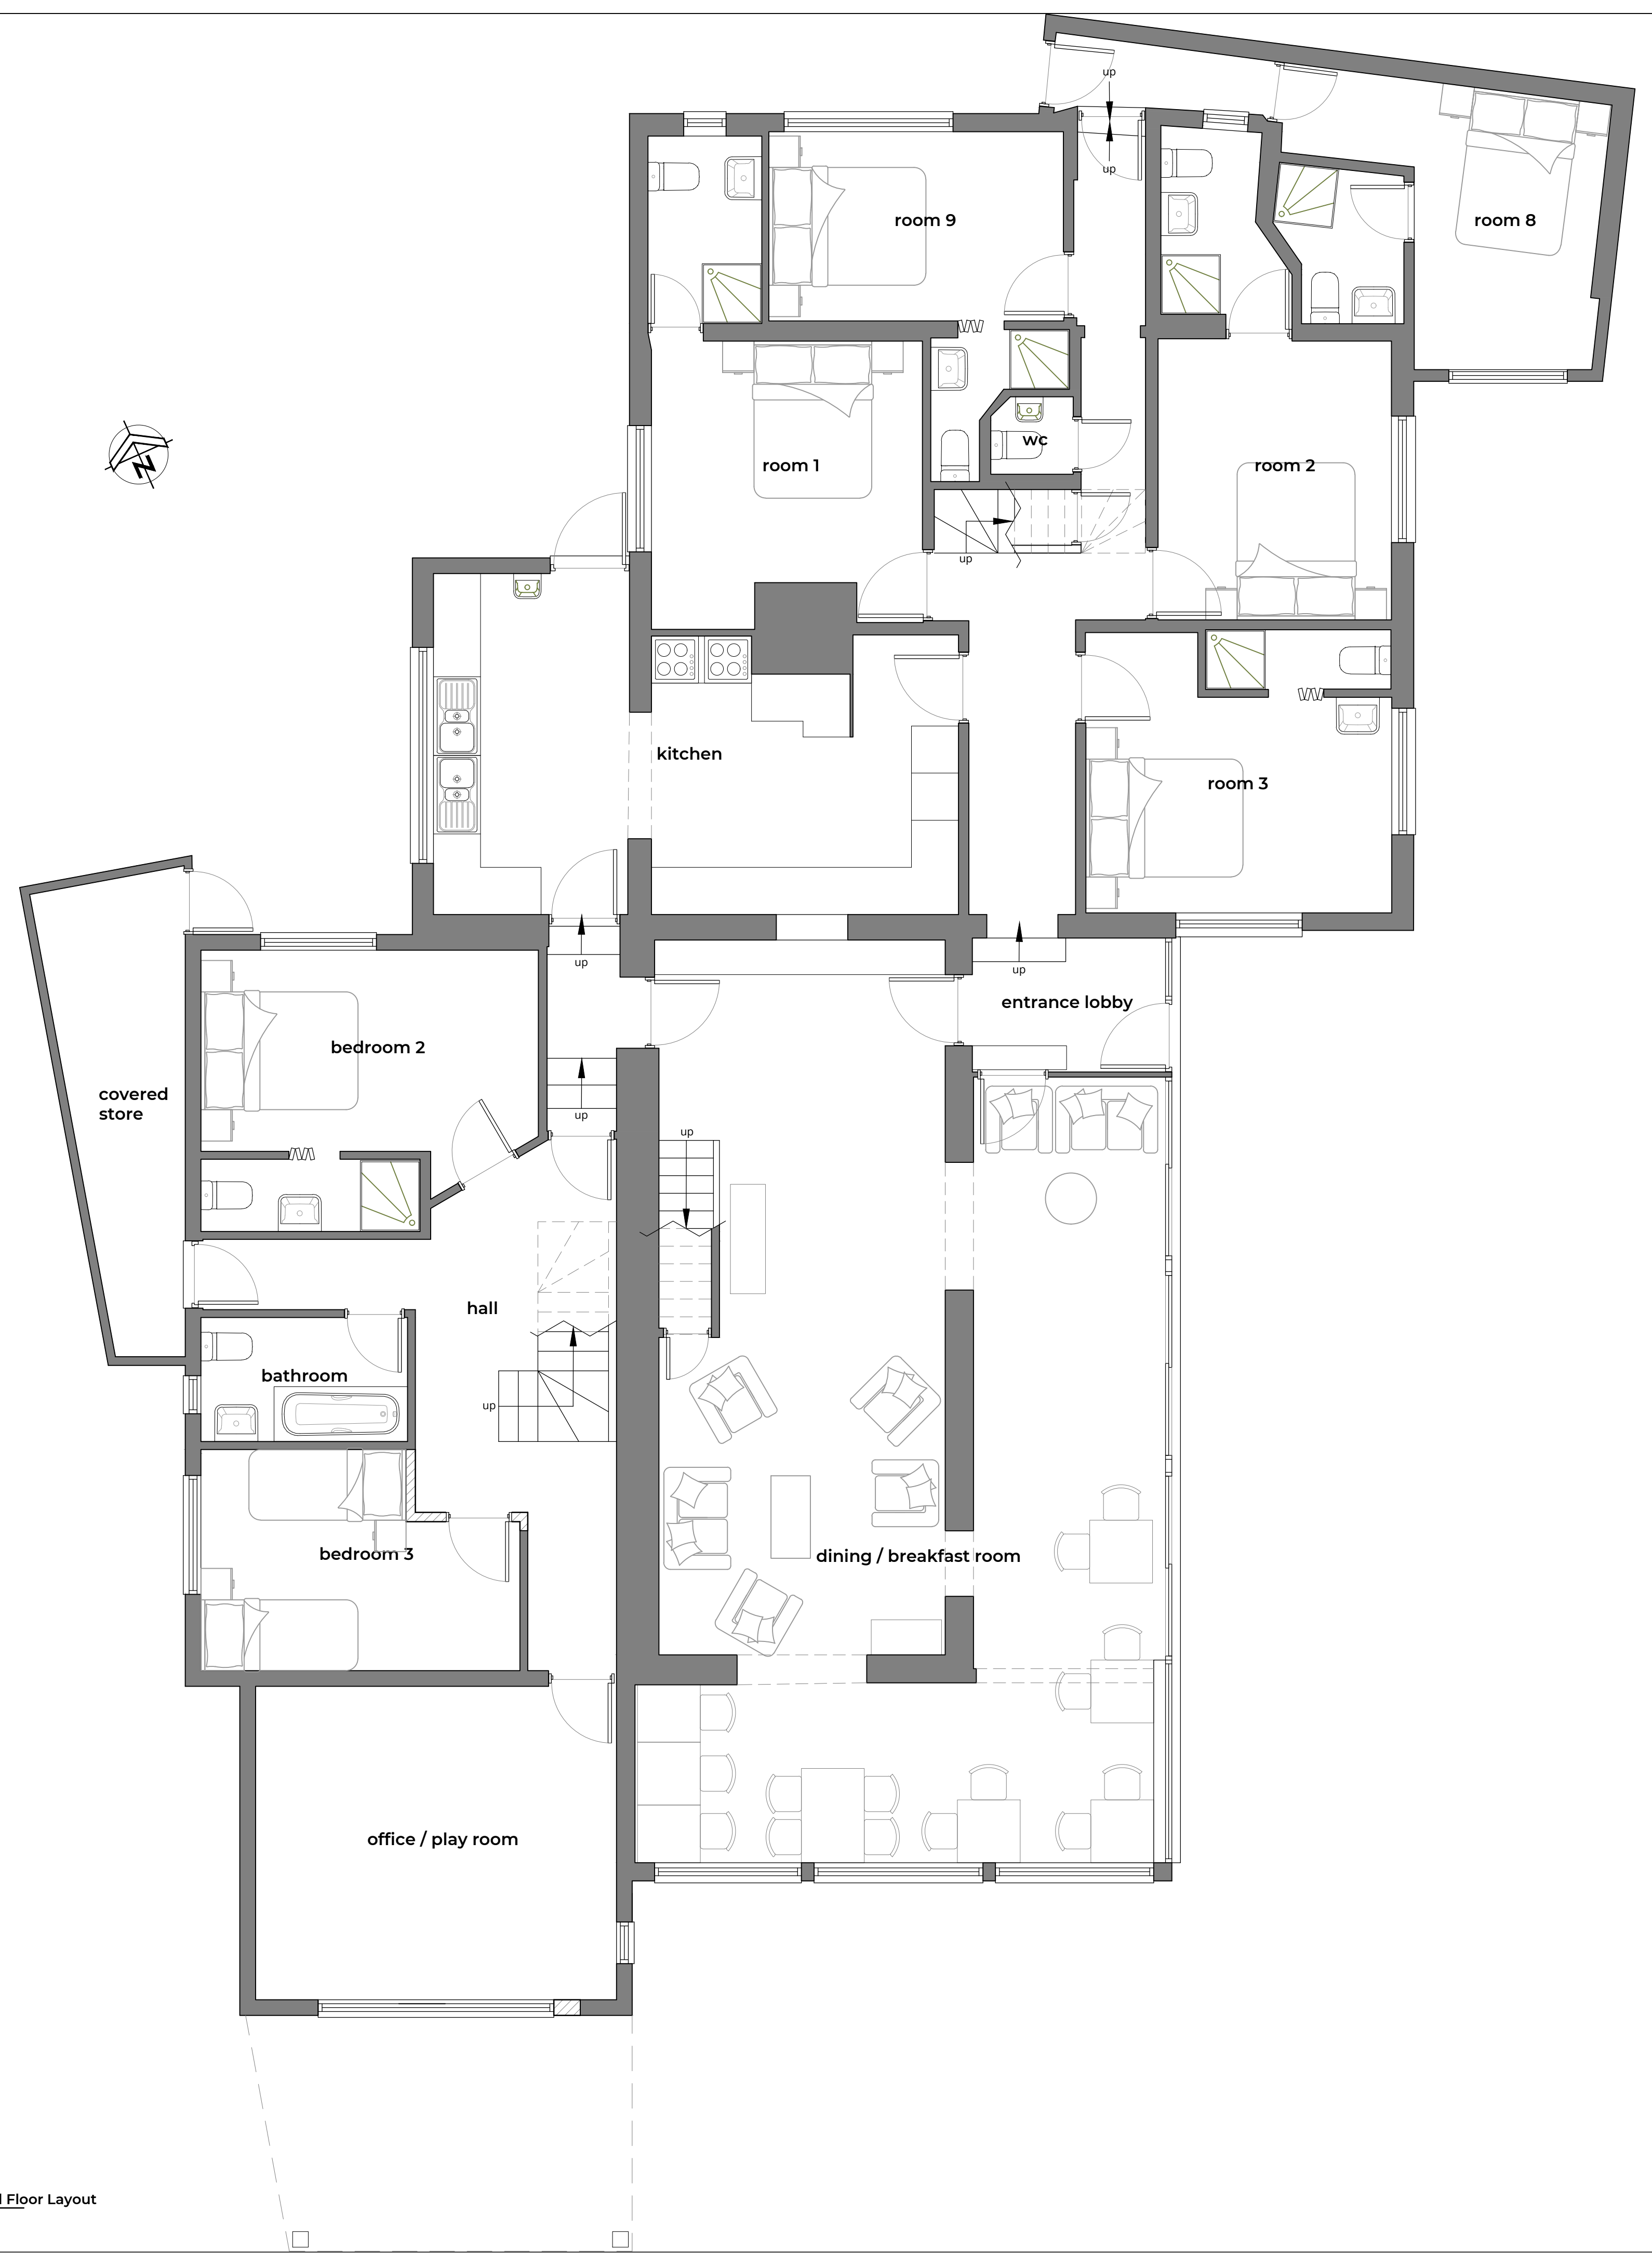 up
up
room 9
room 8
wc
room 1
room 2
N
up
kitchen
room 3
up
up
entrance lobby
bedroom 2
covered
store
up
up
hall
bathroom
up
bedroom 3
dining / breakfast room
office / play room
Floor Layout